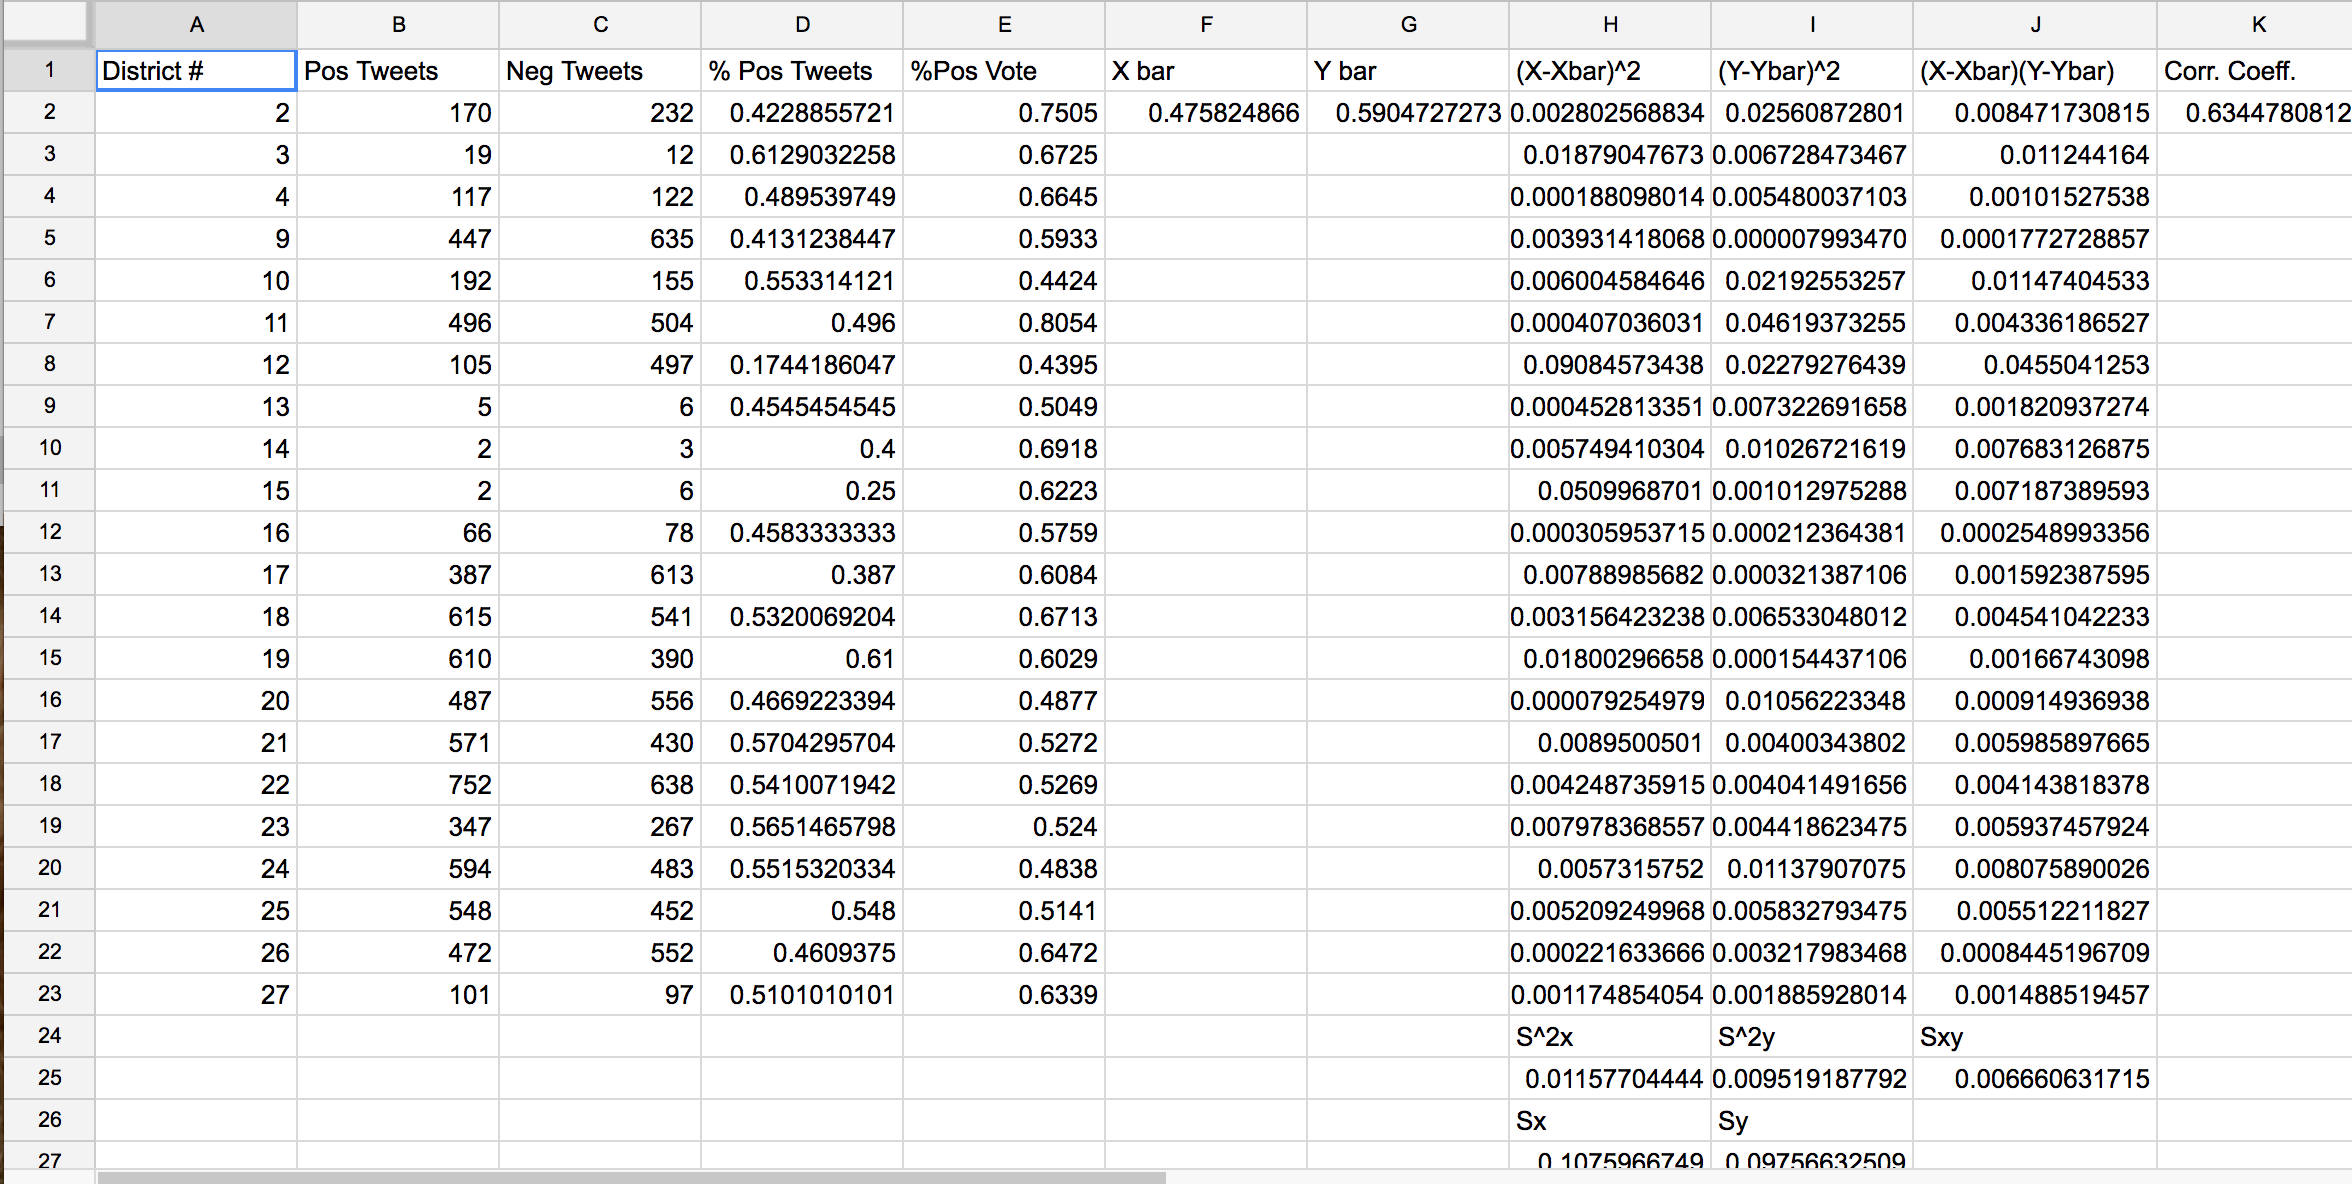 A B C D E F G H I J K
1 District # Pos Tweets Neg Tweets % Pos Tweets %Pos Vote X bar Y bar (X-Xbar)^2 (Y-Ybar)^2 (X-Xbar)(Y-Ybar) Corr. Coeff.
2 2 170 232 0.4228855721 0.7505 0.475824866 0.5904727273 0.002802568834 0.02560872801 0.008471730815 0.6344780812
3 3 19 12 0.6129032258 0.6725 0.01879047673 0.006728473467 0.011244164
4 4 117 122 0.489539749 0.6645 0.000188098014 0.005480037103 0.00101527538
5 9 447 635 0.4131238447 0.5933 0.003931418068 0.000007993470 0.0001772728857
6 10 192 155 0.553314121 0.4424 0.006004584646 0.02192553257 0.01147404533
7 11 496 504 0.496 0.8054 0.000407036031 0.04619373255 0.004336186527
8 12 105 497 0.1744186047 0.4395 0.09084573438 0.02279276439 0.0455041253
9 13 5 6 0.4545454545 0.5049 0.000452813351 0.007322691658 0.001820937274
10 14 2 3 0.4 0.6918 0.005749410304 0.01026721619 0.007683126875
11 15 2 6 0.25 0.6223 0.0509968701 0.001012975288 0.007187389593
12 16 66 78 0.4583333333 0.5759 0.000305953715 0.000212364381 0.0002548993356
13 17 387 613 0.387 0.6084 0.00788985682 0.000321387106 0.001592387595
14 18 615 541 0.5320069204 0.6713 0.003156423238 0.006533048012 0.004541042233
15 19 610 390 0.61 0.6029 0.01800296658 0.000154437106 0.00166743098
16 20 487 556 0.4669223394 0.4877 0.000079254979 0.01056223348 0.000914936938
17 21 571 430 0.5704295704 0.5272 0.0089500501 0.00400343802 0.005985897665
18 22 752 638 0.5410071942 0.5269 0.004248735915 0.004041491656 0.004143818378
19 23 347 267 0.5651465798 0.524 0.007978368557 0.004418623475 0.005937457924
20 24 594 483 0.5515320334 0.4838 0.0057315752 0.01137907075 0.008075890026
21 25 548 452 0.548 0.5141 0.005209249968 0.005832793475 0.005512211827
22 26 472 552 0.4609375 0.6472 0.000221633666 0.003217983468 0.0008445196709
23 27 101 97 0.5101010101 0.6339 0.001174854054 0.001885928014 0.001488519457
24 S^2x S^2y Sxy
25 0.01157704444 0.009519187792 0.006660631715
26 Sx Sy
27 0.1075966749 0.09756632509